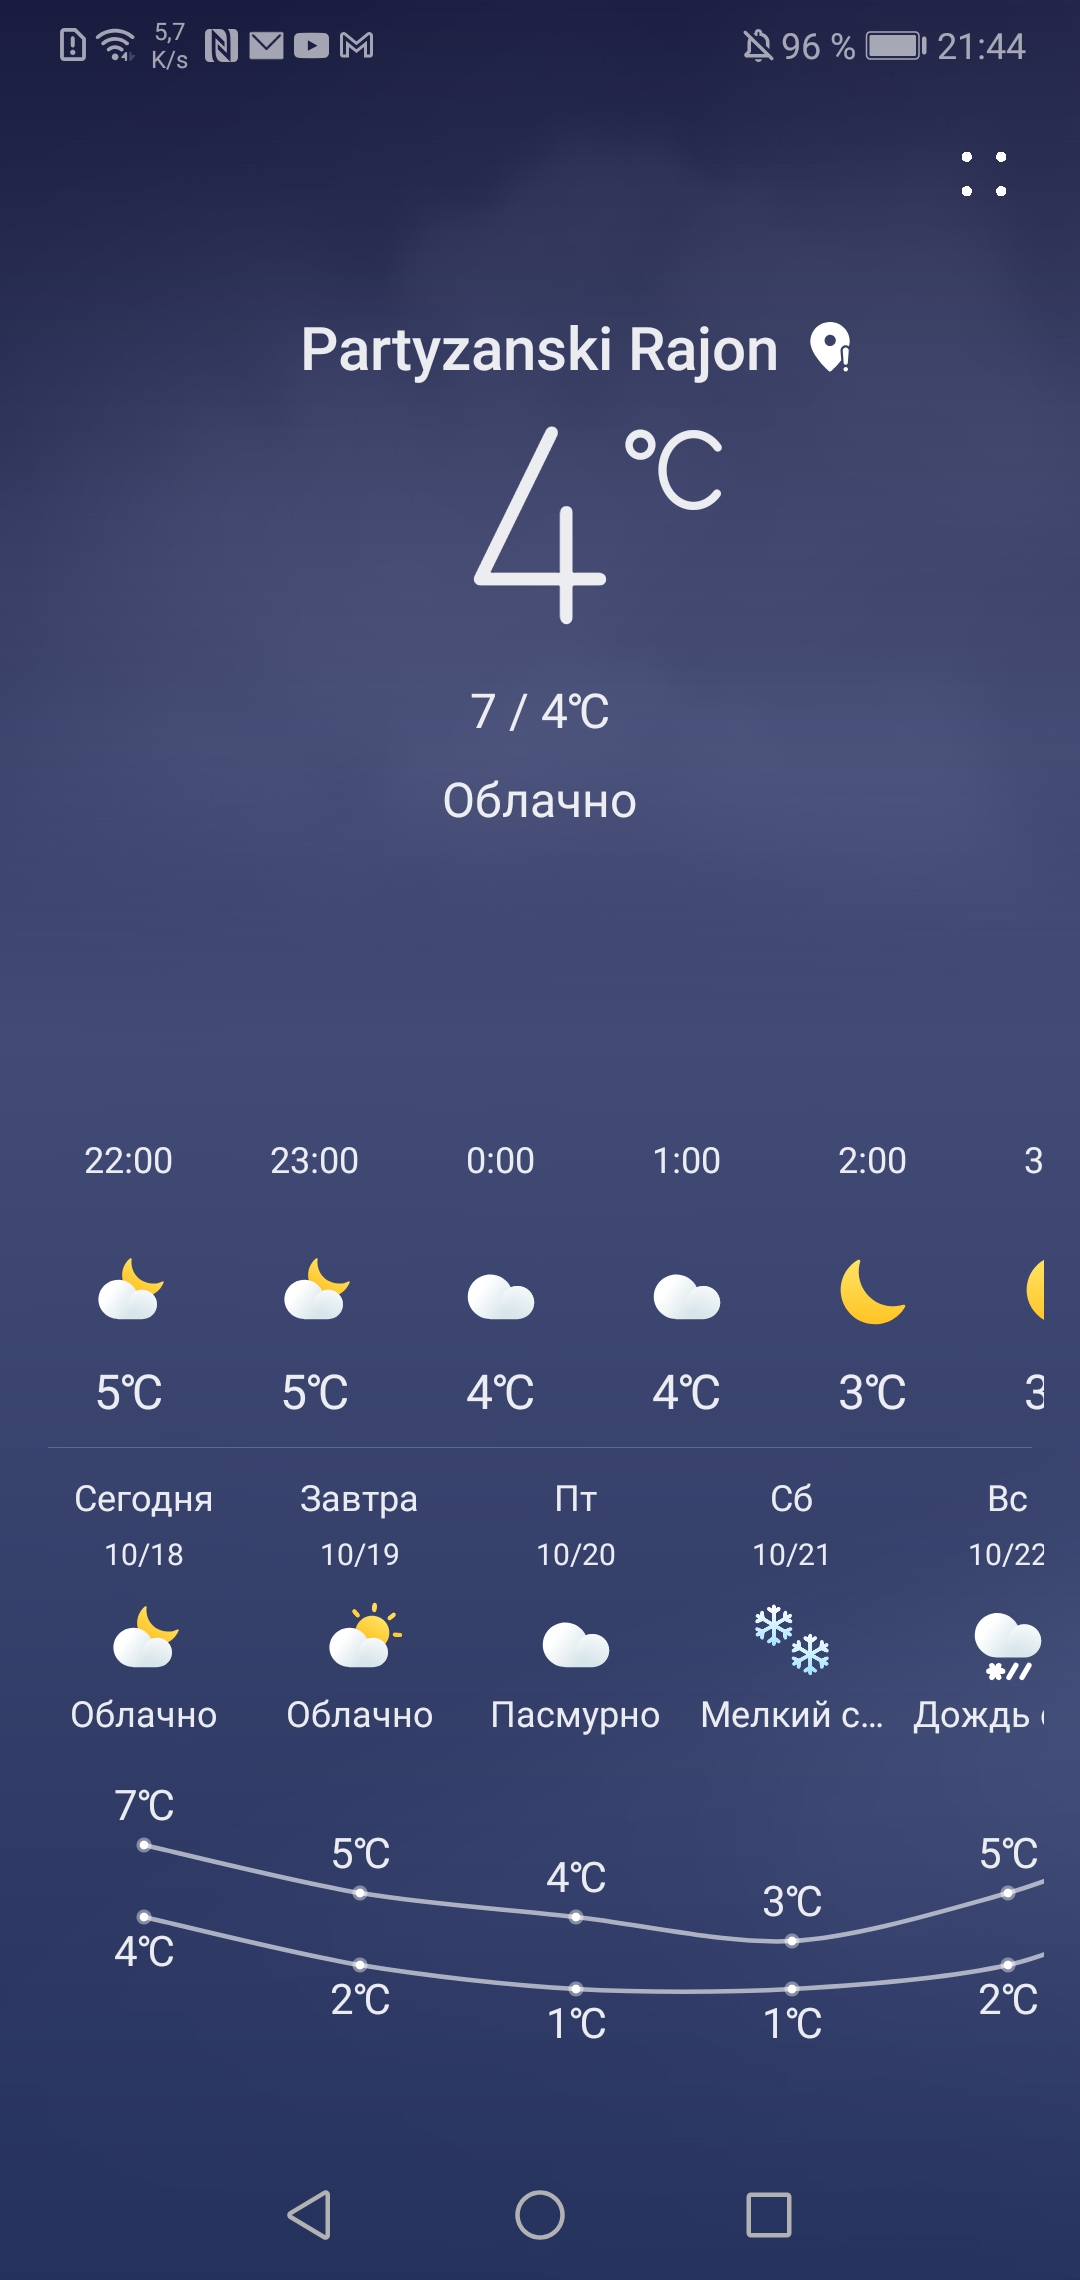 5,7
K/s
96 %
21:44
Partyzanski Rajon
4 °C
7 / 4℃
Облачно
22:00 23:00 0:00 1:00 2:00 3
5℃ 5℃ 4℃ 4℃ 3℃ 3
Сегодня Завтра Пт Сб Вс
10/18 10/19 10/20 10/21 10/22
Облачно Облачно Пасмурно Мелкий с... Дождь
7℃ 5℃ 4℃ 3℃ 5℃
4℃ 2℃ 1℃ 1℃ 2℃